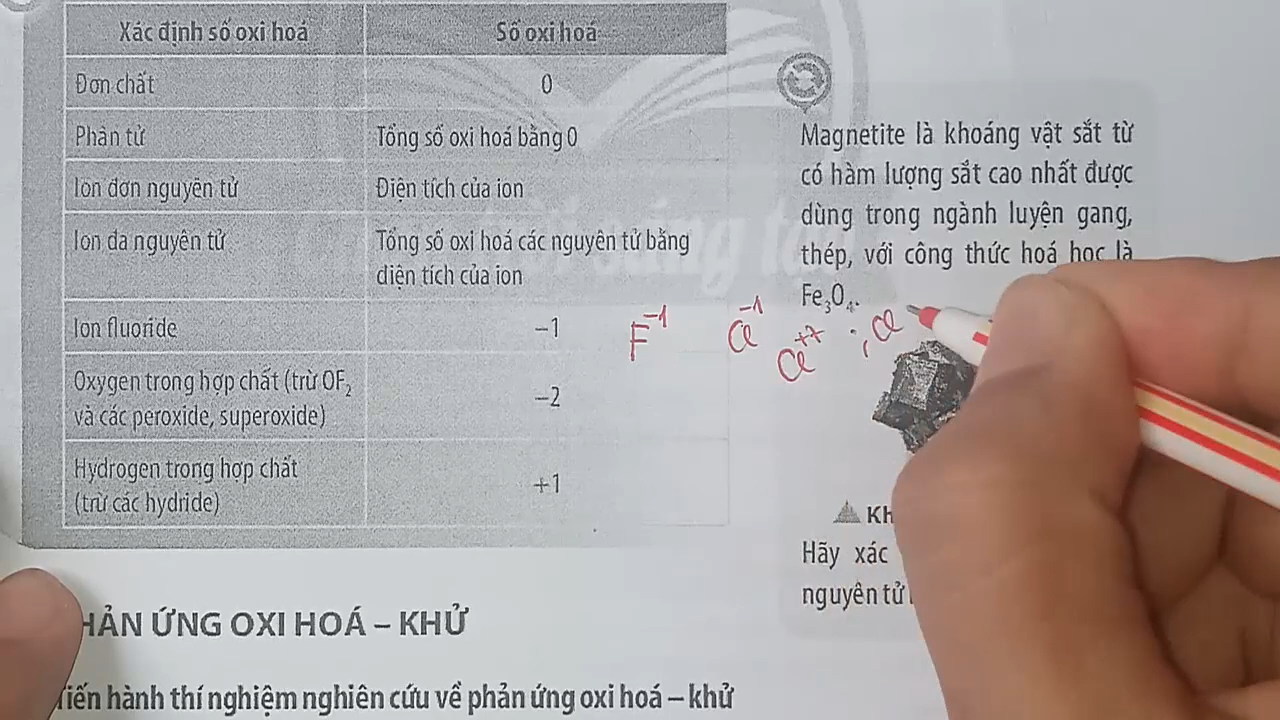 Xác định số oxi hoá Số oxi hoá
Đơn chất 0
Phân tử Tổng số oxi hoá bằng 0
Ion đơn nguyên tử Điện tích của ion
Ion đa nguyên tử Tổng số oxi hoá các nguyên tử bằng
điện tích của ion
Ion fluoride –1
Oxygen trong hợp chất (trừ OF₂
và các peroxide, superoxide) –2
Hydrogen trong hợp chất
(trừ các hydride) +1
F⁻¹ Cl⁻¹
Cl⁺⁷ ; Cl
Magnetite là khoáng vật sắt từ
có hàm lượng sắt cao nhất được
dùng trong ngành luyện gang,
thép, với công thức hoá học là
Fe₃O₄.
Hãy xác
nguyên tử
PHẢN ỨNG OXI HOÁ – KHỬ
Tiến hành thí nghiệm nghiên cứu về phản ứng oxi hoá – khử